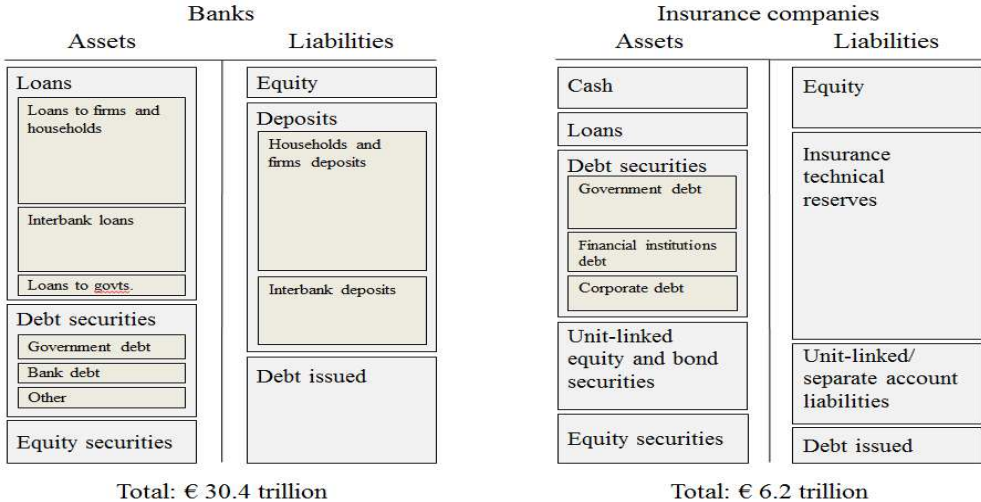 Banks
Assets
Liabilities
Loans
Loans to firms and
households
Interbank loans
Loans to govts.
Debt securities
Government debt
Bank debt
Other
Equity securities
Equity
Deposits
Households and
firms deposits
Interbank deposits
Debt issued
Total: € 30.4 trillion
Insurance companies
Assets
Liabilities
Cash
Loans
Debt securities
Government debt
Financial institutions
debt
Corporate debt
Unit-linked
equity and bond
securities
Equity securities
Equity
Insurance
technical
reserves
Unit-linked/
separate account
liabilities
Debt issued
Total: € 6.2 trillion